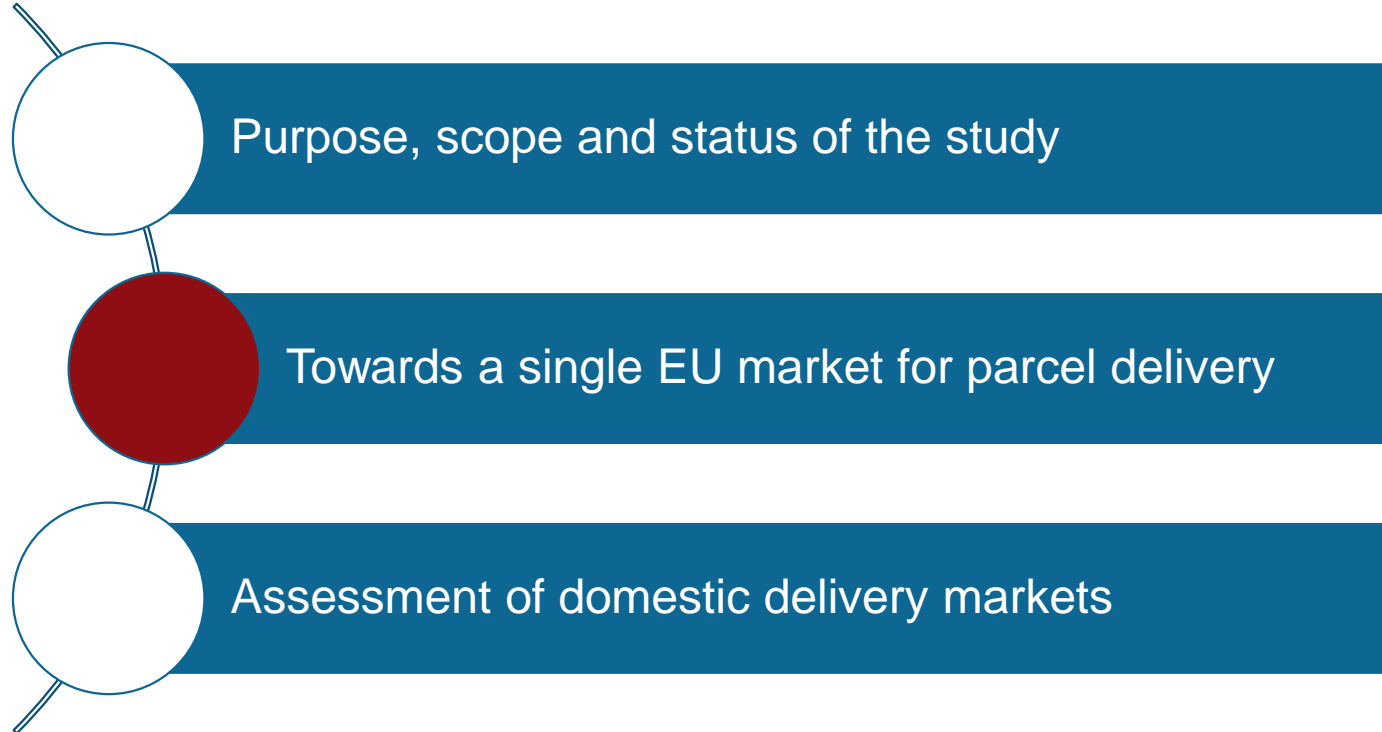 Purpose, scope and status of the study
Towards a single EU market for parcel delivery
Assessment of domestic delivery markets